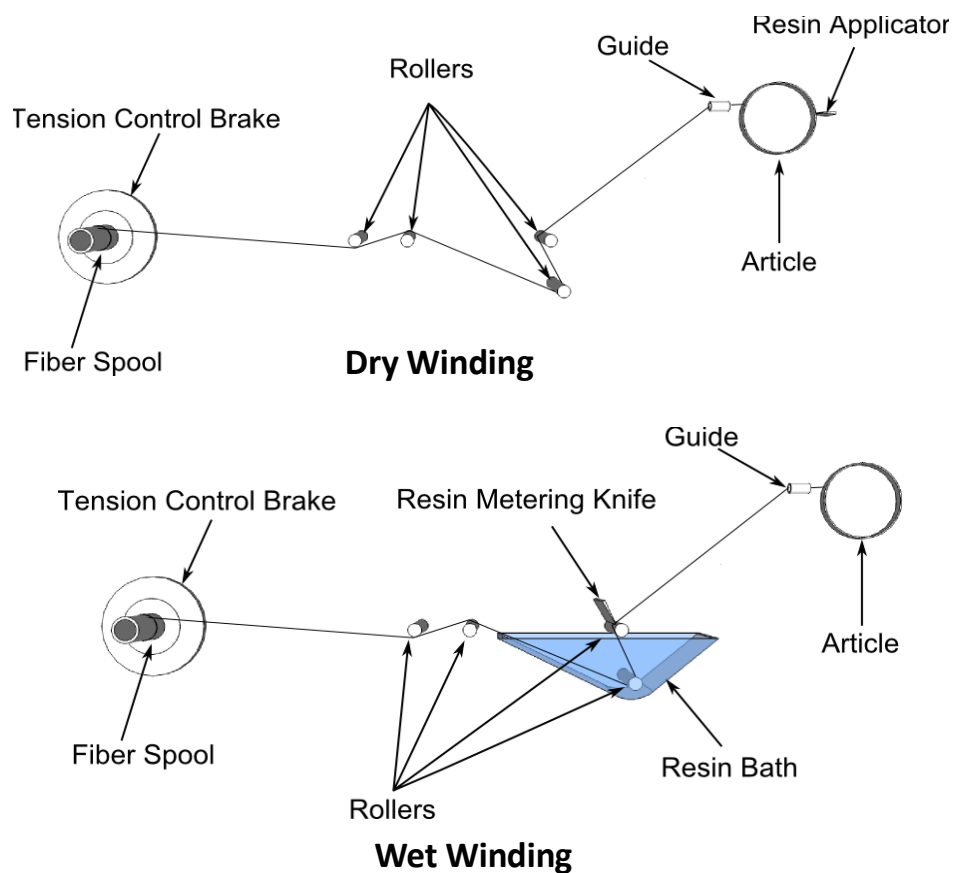 Resin Applicator
Guide
Rollers
Tension Control Brake
Article
Fiber Spool
Dry Winding
Guide
Tension Control Brake
Resin Metering Knife
Article
Fiber Spool
Resin Bath
Rollers
Wet Winding